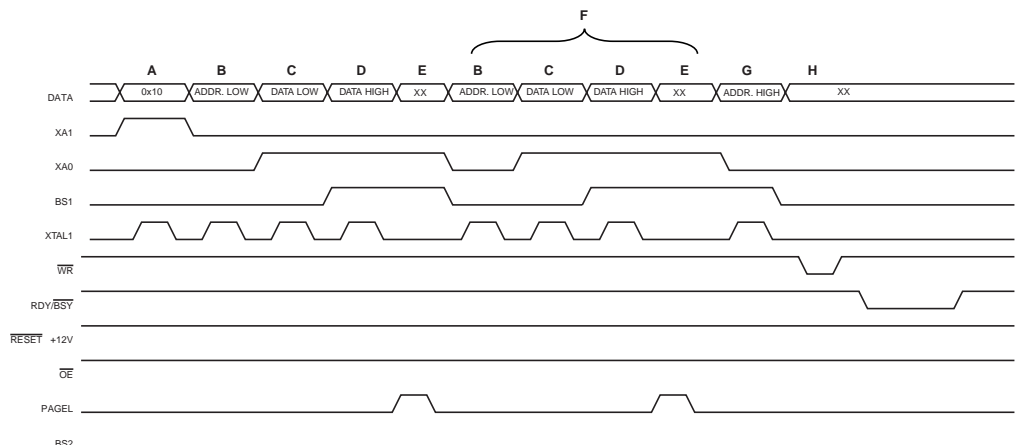 F
A B C D E B C D E G H
DATA 0x10 ADDR. LOW DATA LOW DATA HIGH XX ADDR. LOW DATA LOW DATA HIGH XX ADDR. HIGH XX
XA1
XA0
BS1
XTAL1
WR
RDY/BSY
RESET +12V
OE
PAGEL
BS2